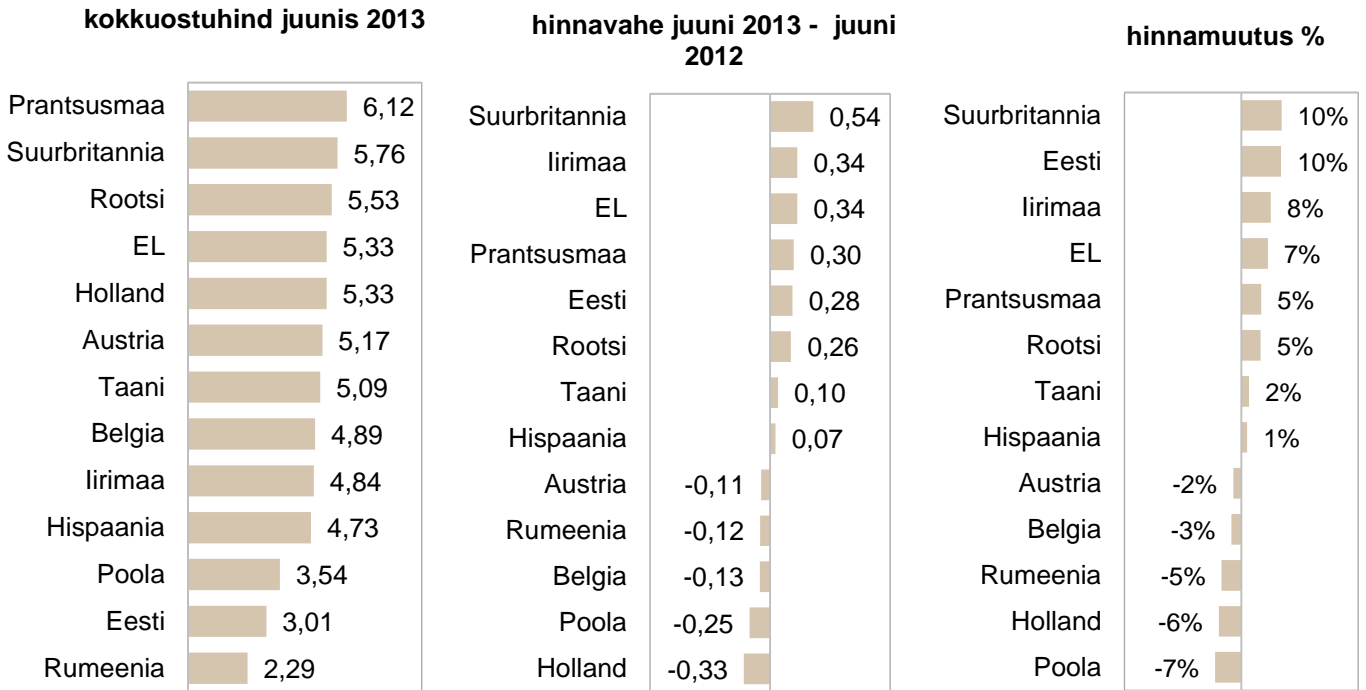 kokkuostuhind juunis 2013
Prantsusmaa 6,12
Suurbritannia 5,76
Rootsi 5,53
EL 5,33
Holland 5,33
Austria 5,17
Taani 5,09
Belgia 4,89
Iirimaa 4,84
Hispaania 4,73
Poola 3,54
Eesti 3,01
Rumeenia 2,29
hinnavahe juuni 2013 - juuni
2012
Suurbritannia 0,54
Iirimaa 0,34
EL 0,34
Prantsusmaa 0,30
Eesti 0,28
Rootsi 0,26
Taani 0,10
Hispaania 0,07
Austria -0,11
Rumeenia -0,12
Belgia -0,13
Poola -0,25
Holland -0,33
hinnamuutus %
Suurbritannia 10%
Eesti 10%
Iirimaa 8%
EL 7%
Prantsusmaa 5%
Rootsi 5%
Taani 2%
Hispaania 1%
Austria -2%
Belgia -3%
Rumeenia -5%
Holland -6%
Poola -7%